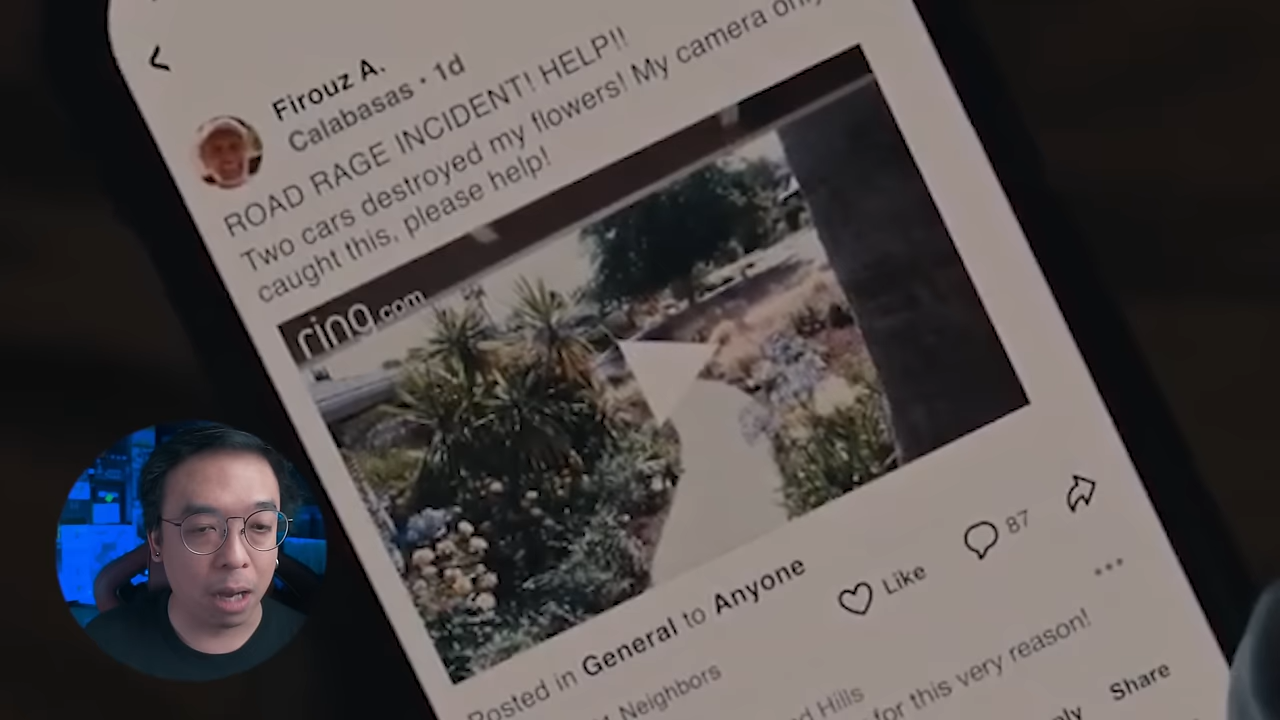 Firouz A.
Calabasas • 1d
ROAD RAGE INCIDENT! HELP!!
Two cars destroyed my flowers! My camera only
caught this, please help!
ring.com
Posted in General to Anyone
Like
87
Neighbors
Hills
for this very reason!
Share